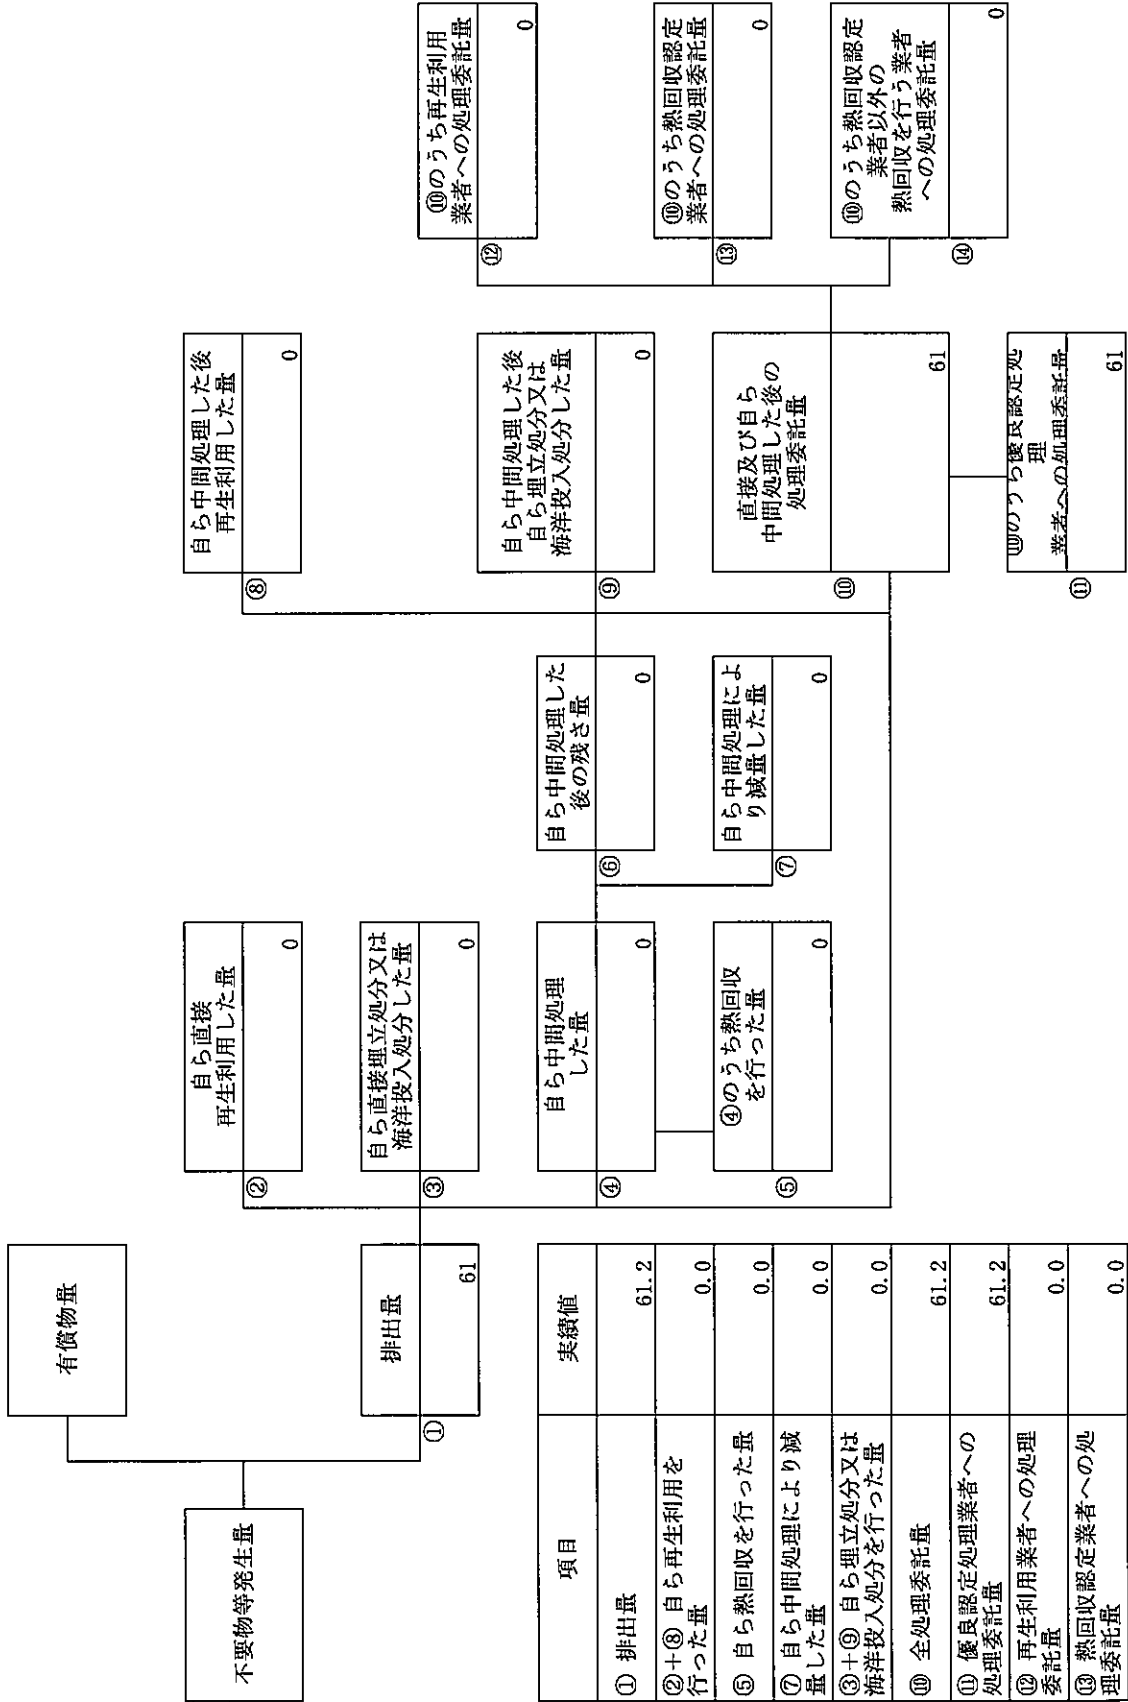 不要物等発生量
有償物量
①
排出量
61
②
自ら直接
再生利用した量
0
③
自ら直接埋立処分又は
海洋投入処分した量
0
④
自ら中間処理
した量
0
⑤
④のうち熱回収
を行った量
0
⑥
自ら中間処理した
後の残さ量
0
⑦
自ら中間処理によ
り減量した量
0
⑧
自ら中間処理した後
再生利用した量
0
⑨
自ら中間処理した後
自ら埋立処分又は
海洋投入処分した量
0
⑩
直接及び自ら
中間処理した後の
処理委託量
61
⑪
⑩のうち優良認定処
理
業者への処理委託量
61
⑫
⑩のうち再生利用
業者への処理委託量
0
⑬
⑩のうち熱回収認定
業者への処理委託量
0
⑭
⑩のうち熱回収認定
業者以外の
熱回収を行う業者
への処理委託量
0
項目 実績値
① 排出量 61.2
②+⑧ 自ら再生利用を
行った量 0.0
⑤ 自ら熱回収を行った量 0.0
⑦ 自ら中間処理により減
量した量 0.0
③+⑨ 自ら埋立処分又は
海洋投入処分を行った量 0.0
⑩ 全処理委託量 61.2
⑪ 優良認定処理業者への
処理委託量 61.2
⑫ 再生利用業者への処理
委託量 0.0
⑬ 熱回収認定業者への処
理委託量 0.0